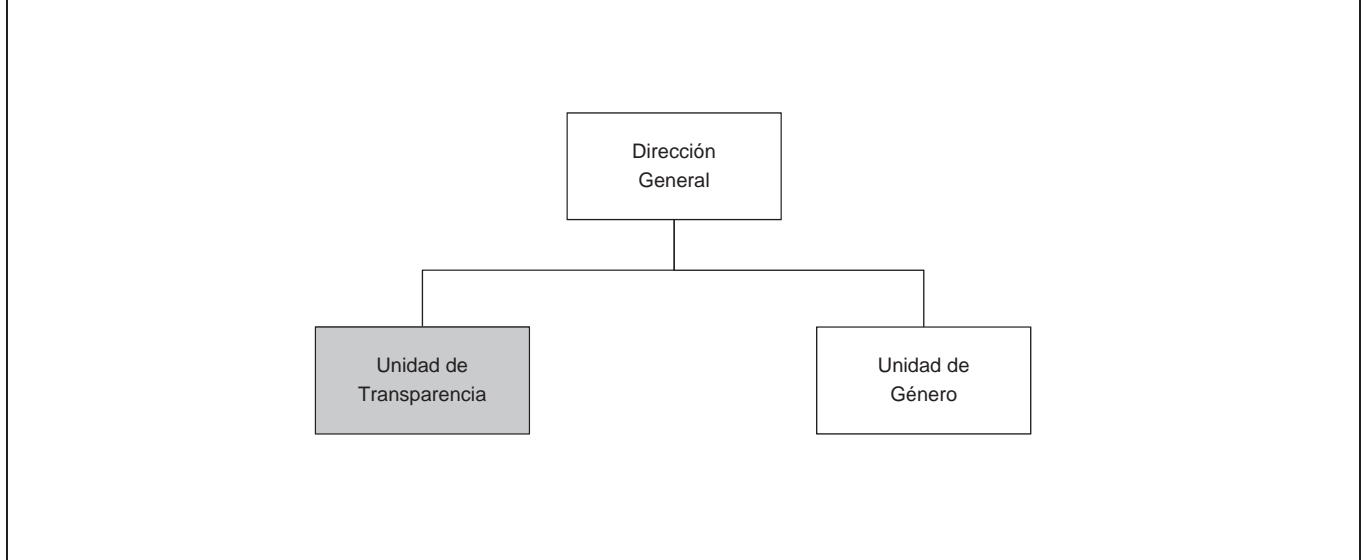 Dirección
General
Unidad de
Transparencia
Unidad de
Género